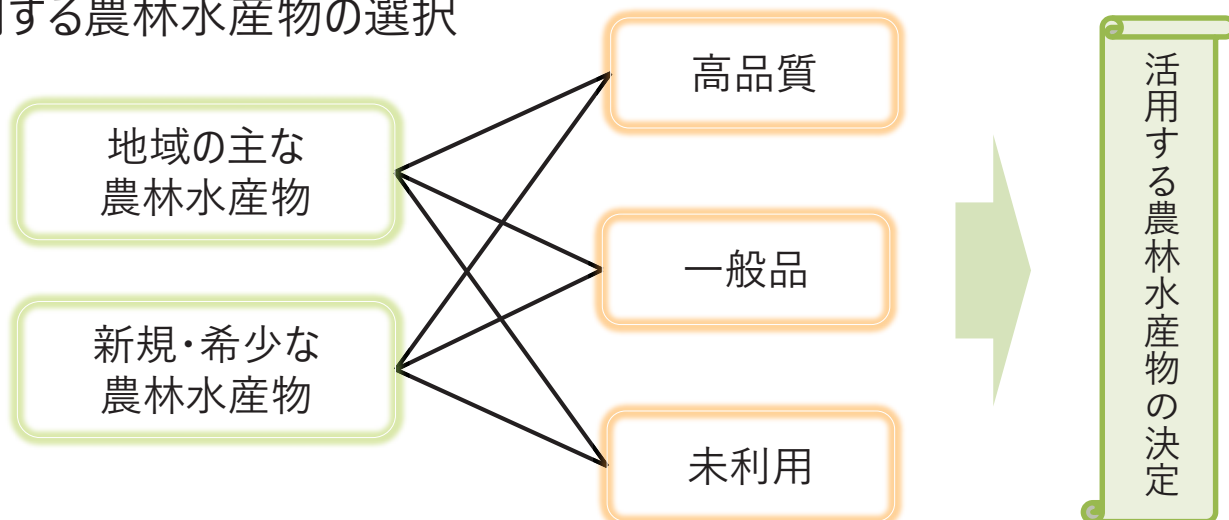 する農林水産物の選択
地域の主な
農林水産物
新規・希少な
農林水産物
高品質
一般品
未利用
活用する農林水産物の決定